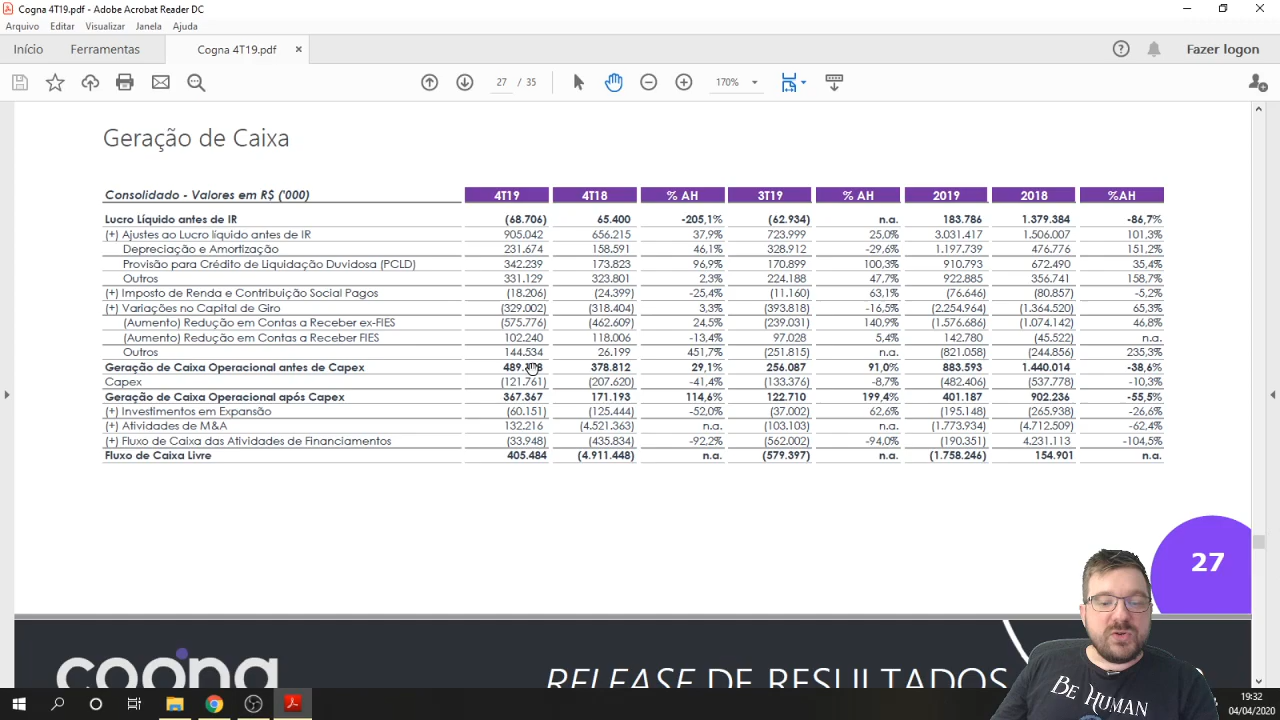 Cogna 4T19.pdf - Adobe Acrobat Reader DC
Arquivo Editar Visualizar Janela Ajuda
Início Ferramentas Cogna 4T19.pdf × Fazer logon
27 / 35 170%
Geração de Caixa
Consolidado - Valores em R$ ('000) 4T19 4T18 % AH 3T19 % AH 2019 2018 %AH
Lucro Líquido antes de IR (68.706) 65.400 -205,1% (62.934) n.a. 183.786 1.379.384 -86,7%
(+) Ajustes ao Lucro líquido antes de IR 905.042 656.215 37,9% 723.999 25,0% 3.031.417 1.506.007 101,3%
Depreciação e Amortização 231.674 158.591 46,1% 328.912 -29,6% 1.197.739 476.776 151,2%
Provisão para Crédito de Liquidação Duvidosa (PCLD) 342.239 173.823 96,9% 170.899 100,3% 910.793 672.490 35,4%
Outros 331.129 323.801 2,3% 224.188 47,7% 922.885 356.741 158,7%
(+) Imposto de Renda e Contribuição Social Pagos (18.206) (24.399) -25,4% (11.160) 63,1% (76.646) (80.857) -5,2%
(+) Variações no Capital de Giro (329.002) (318.404) 3,3% (393.818) -16,5% (2.254.964) (1.364.520) 65,3%
(Aumento) Redução em Contas a Receber ex-FIES (575.776) (462.609) 24,5% (239.031) 140,9% (1.576.686) (1.074.142) 46,8%
(Aumento) Redução em Contas a Receber FIES 102.240 118.006 -13,4% 97.028 5,4% 142.780 (45.522) n.a.
Outros 144.534 26.199 451,7% (251.815) n.a. (821.058) (244.856) 235,3%
Geração de Caixa Operacional antes de Capex 378.812 29,1% 256.087 91,0% 883.593 1.440.014 -38,6%
Capex (121.761) (207.620) -41,4% (133.376) -8,7% (482.406) (537.778) -10,3%
Geração de Caixa Operacional após Capex 367.367 171.193 114,6% 122.710 199,4% 401.187 902.236 -55,5%
(+) Investimentos em Expansão (60.151) (125.444) -52,0% (37.002) 62,6% (195.148) (265.938) -26,6%
(+) Atividades de M&A 132.216 (4.521.363) n.a. (103.103) n.a. (1.773.934) (4.712.509) -62,4%
(+) Fluxo de Caixa das Atividades de Financiamentos (33.948) (435.834) -92,2% (562.002) -94,0% (190.351) 4.231.113 -104,5%
Fluxo de Caixa Livre 405.484 (4.911.448) n.a. (579.397) n.a. (1.758.246) 154.901 n.a.
27
cogna RELEASE DE RESULTADOS
BE HUMAN
19:32
04/04/2020